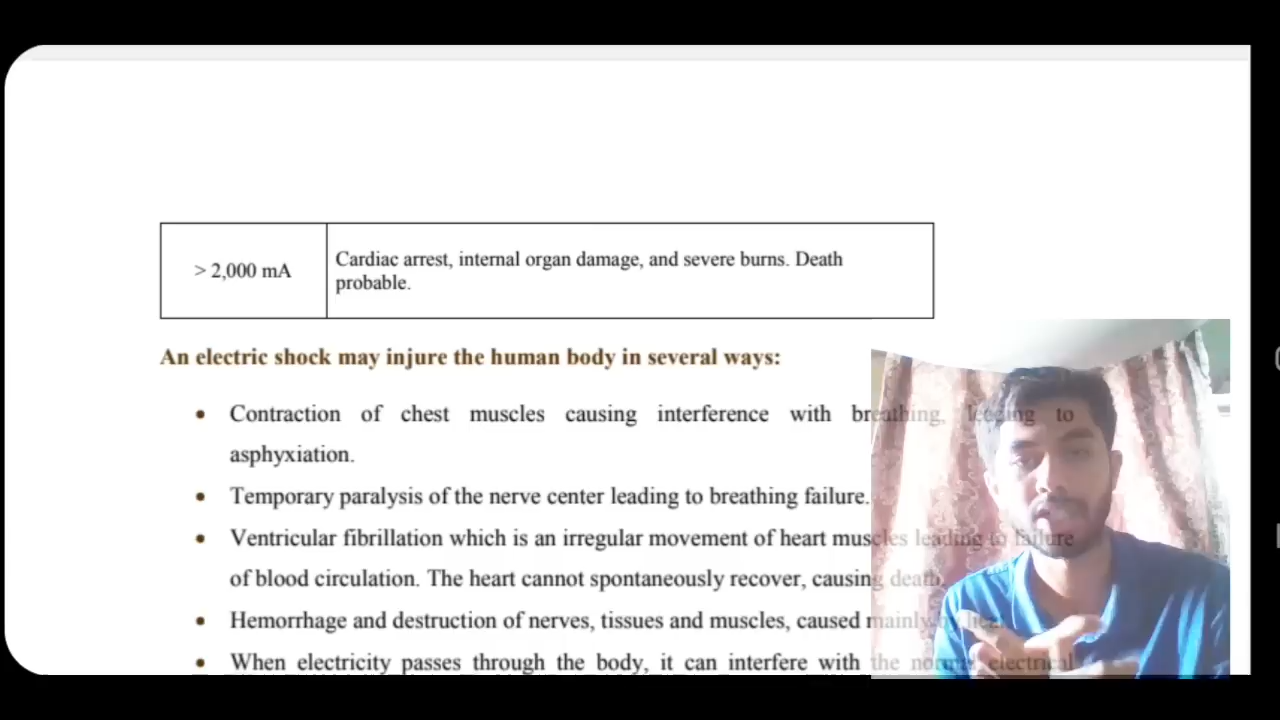 > 2,000 mA
Cardiac arrest, internal organ damage, and severe burns. Death
probable.
An electric shock may injure the human body in several ways:
Contraction of chest muscles causing interference with breathing, leading to
asphyxiation.
Temporary paralysis of the nerve center leading to breathing failure.
Ventricular fibrillation which is an irregular movement of heart muscles leading to failure
of blood circulation. The heart cannot spontaneously recover, causing death.
Hemorrhage and destruction of nerves, tissues and muscles, caused mainly by heat
When electricity passes through the body, it can interfere with the normal electrical